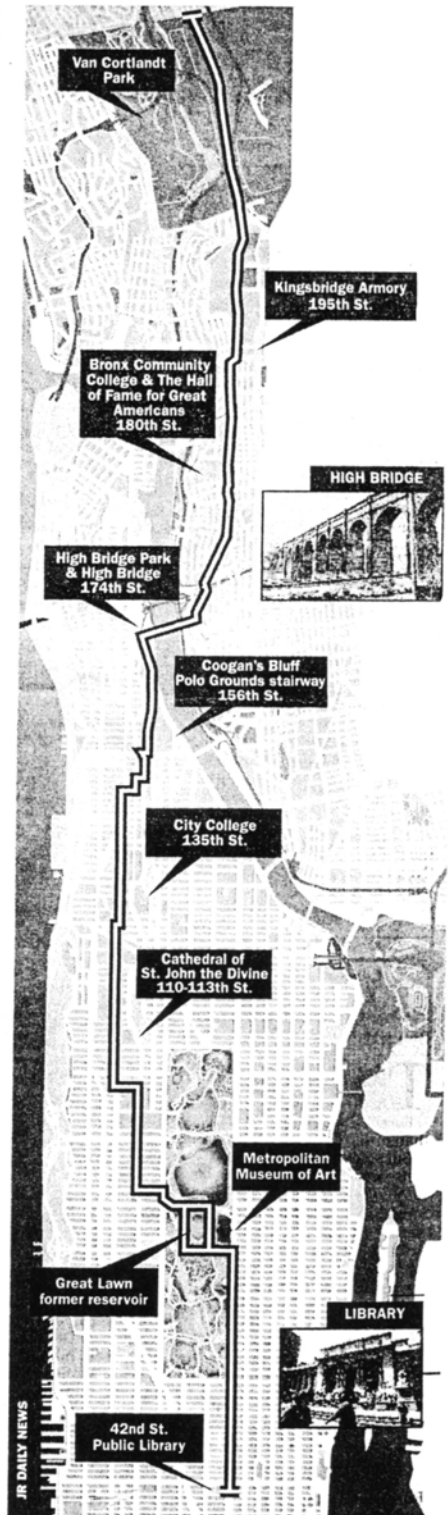 Van Cortlandt
Park
Kingsbridge Armory
195th St.
Bronx Community
College & The Hall
of Fame for Great
Americans
180th St.
HIGH BRIDGE
High Bridge Park
& High Bridge
174th St.
Coogan's Bluff
Polo Grounds stairway
156th St.
City College
135th St.
Cathedral of
St. John the Divine
110-113th St.
Metropolitan
Museum of Art
Great Lawn
former reservoir
LIBRARY
42nd St.
Public Library
JR DAILY NEWS